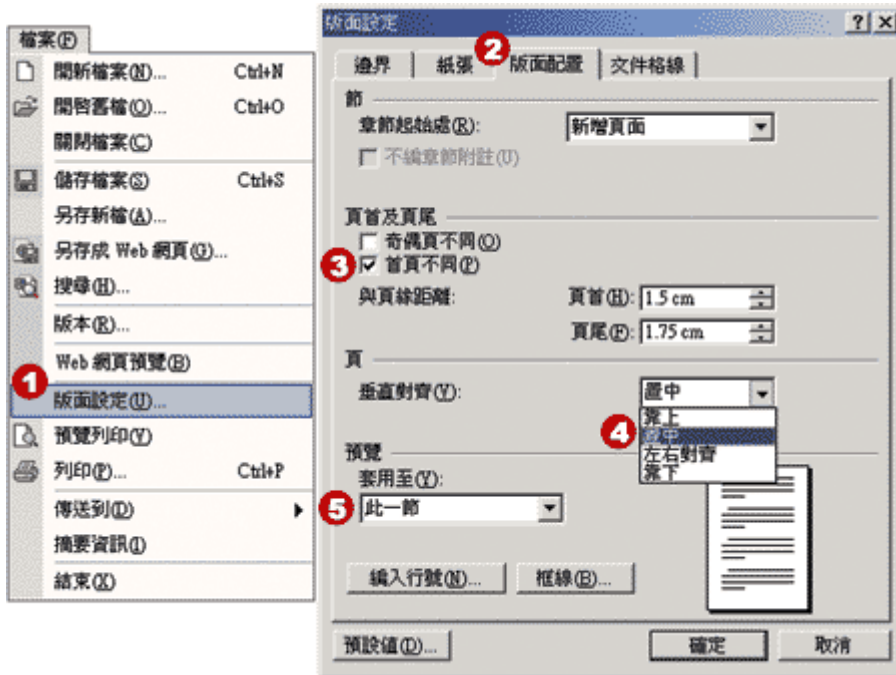 檔案(F)
開新檔案(N)... Ctrl+N
開啓舊檔(O)... Ctrl+O
關閉檔案(C)
儲存檔案(S) Ctrl+S
另存新檔(A)...
另存成 Web 網頁(G)...
搜尋(H)...
版本(R)...
Web 網頁預覽(B)
1
版面設定(U)...
預覽列印(V)
列印(P)... Ctrl+P
傳送到(D)
摘要資訊(I)
結束(X)
版面設定
2
邊界 紙張 版面配置 文件格線
節
章節起始處(R): 新增頁面
不編章節附註(U)
頁首及頁尾
奇偶頁不同(O)
3 首頁不同(P)
與頁緣距離: 頁首(H): 1.5 cm
頁尾(F): 1.75 cm
頁
垂直對齊(V): 置中
靠上
4 置中
左右對齊
靠下
預覽
套用至(Y):
5 此一節
編入行號(N)... 框線(B)...
預設值(D)... 確定 取消